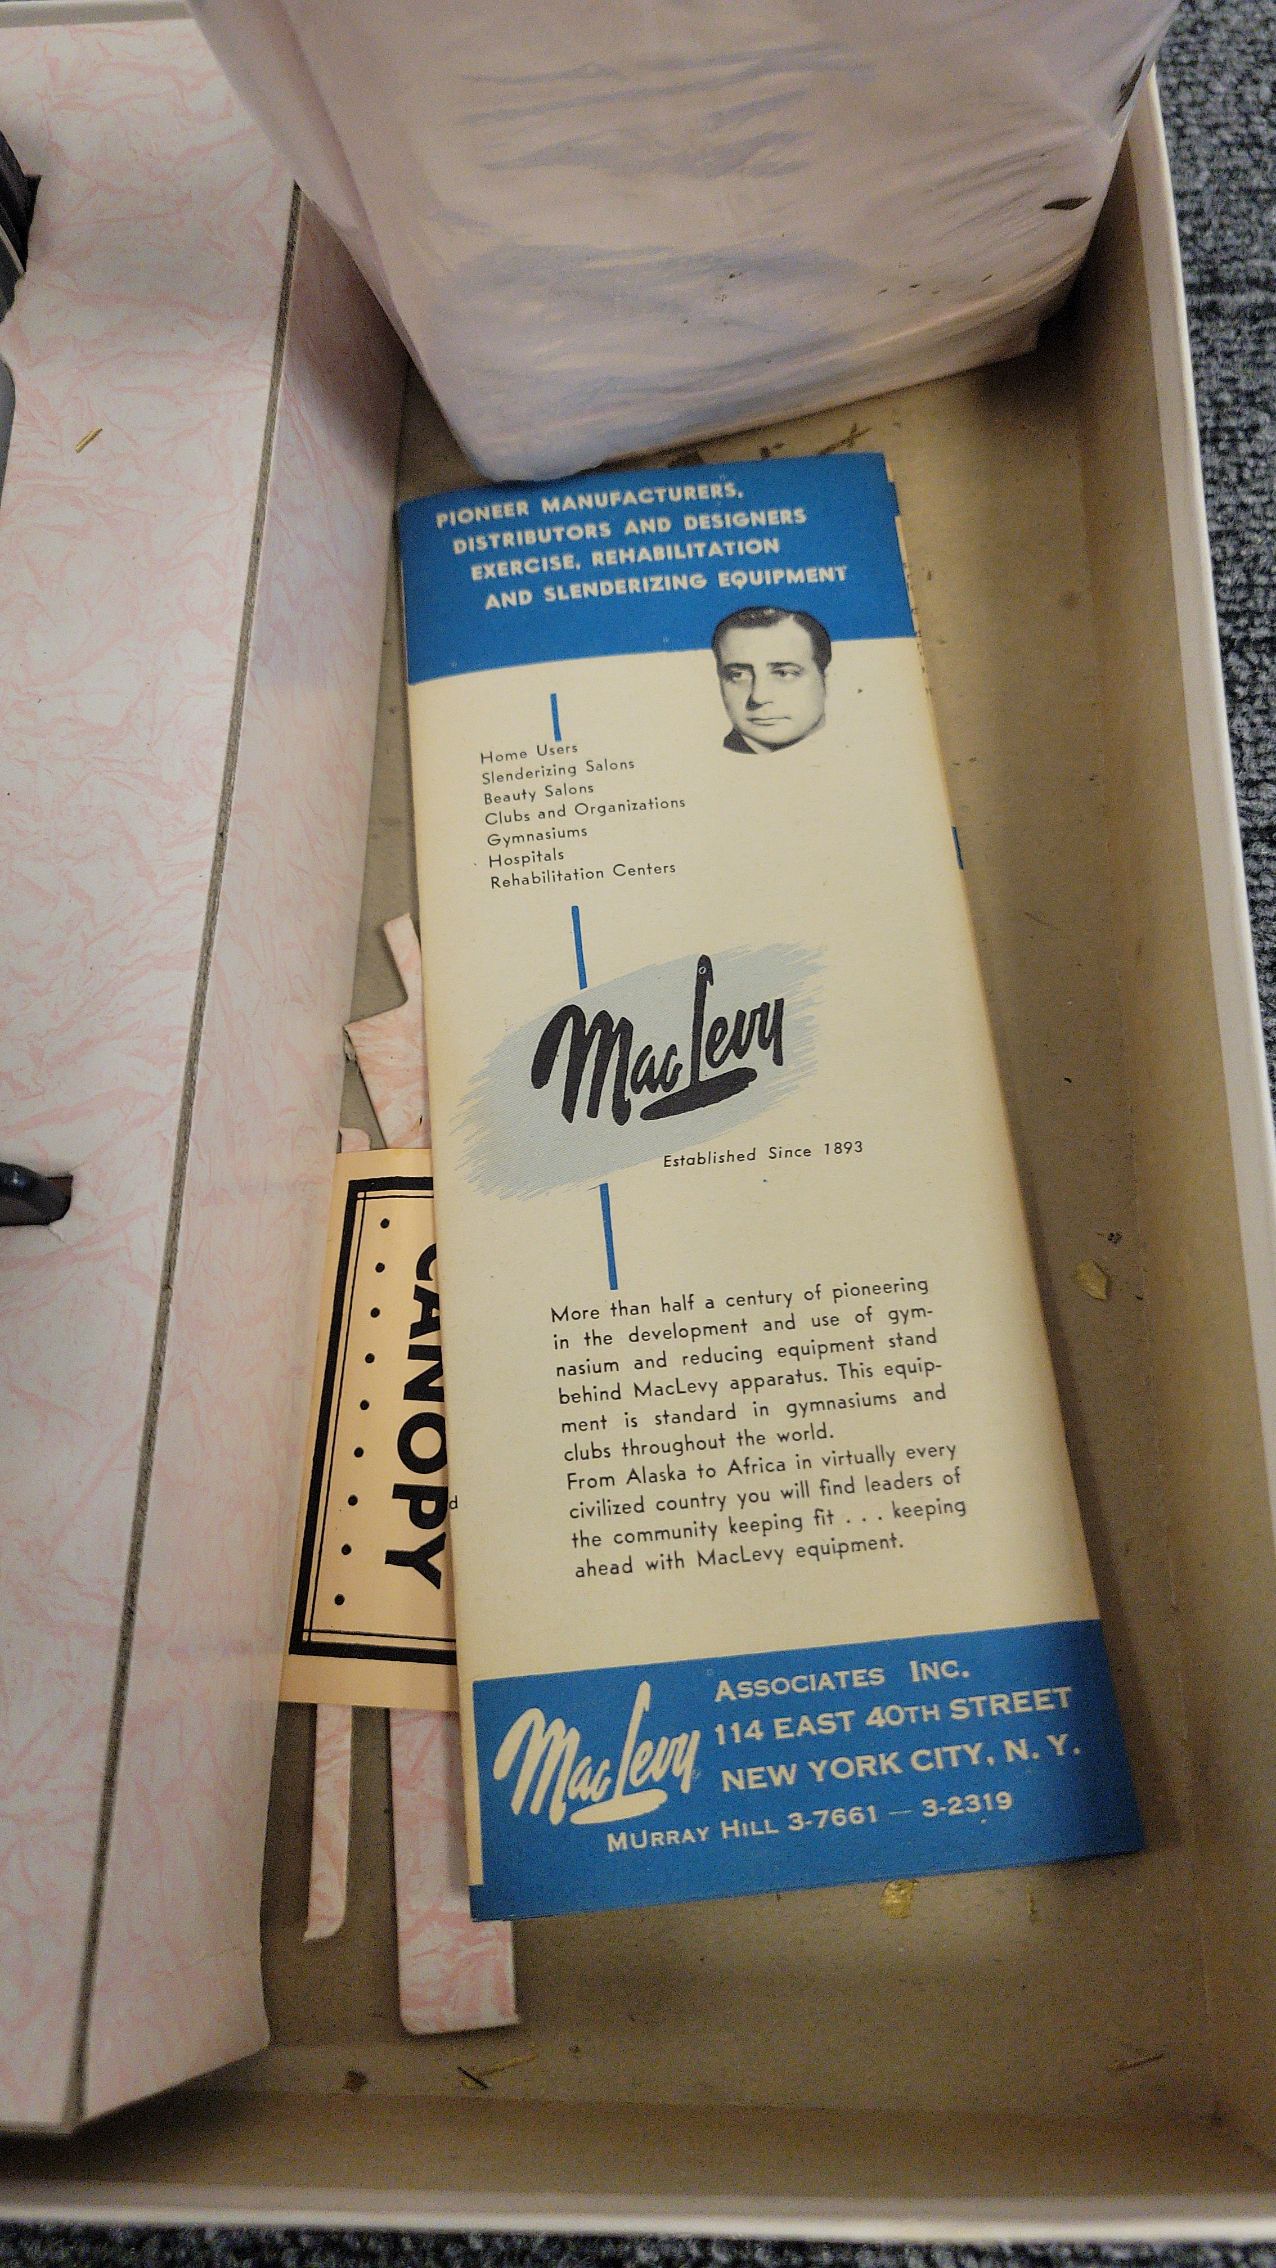 PIONEER MANUFACTURERS,
DISTRIBUTORS AND DESIGNERS
EXERCISE, REHABILITATION
AND SLENDERIZING EQUIPMENT
Home Users
Slenderizing Salons
Beauty Salons
Clubs and Organizations
Gymnasiums
Hospitals
Rehabilitation Centers
MacLevy
Established Since 1893
CANOPY
d
More than half a century of pioneering
in the development and use of gym-
nasium and reducing equipment stand
behind MacLevy apparatus. This equip-
ment is standard in gymnasiums and
clubs throughout the world.
From Alaska to Africa in virtually every
civilized country you will find leaders of
the community keeping fit . . . keeping
ahead with MacLevy equipment.
MacLevy
ASSOCIATES INC.
114 EAST 40TH STREET
NEW YORK CITY, N. Y.
MURRAY HILL 3-7661 — 3-2319